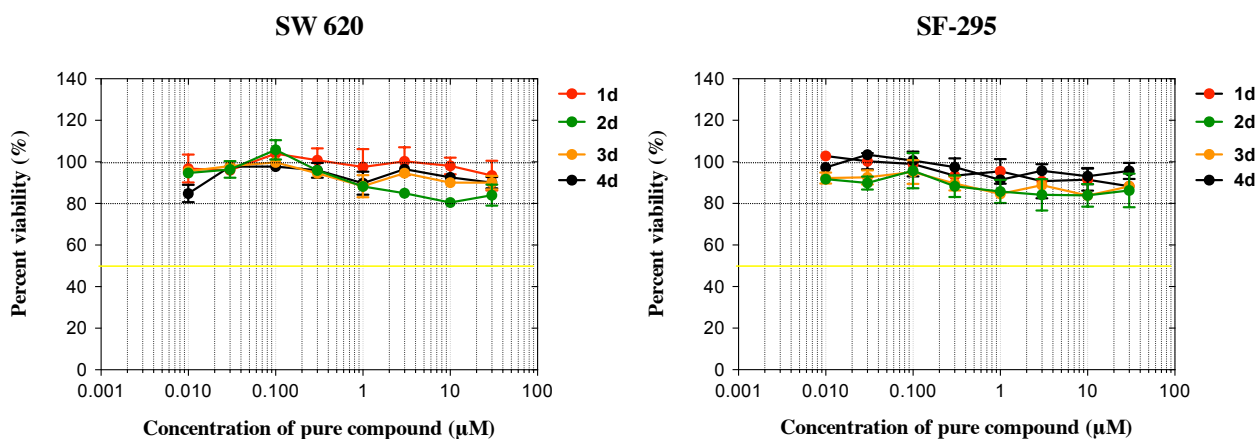 SW 620
140
120
100
80
60
40
20
0
Percent viability (%)
0.001 0.010 0.100 1 10 100
Concentration of pure compound (µM)
1d
2d
3d
4d
SF-295
140
120
100
80
60
40
20
0
Percent viability (%)
0.001 0.010 0.100 1 10 100
Concentration of pure compound (µM)
1d
2d
3d
4d